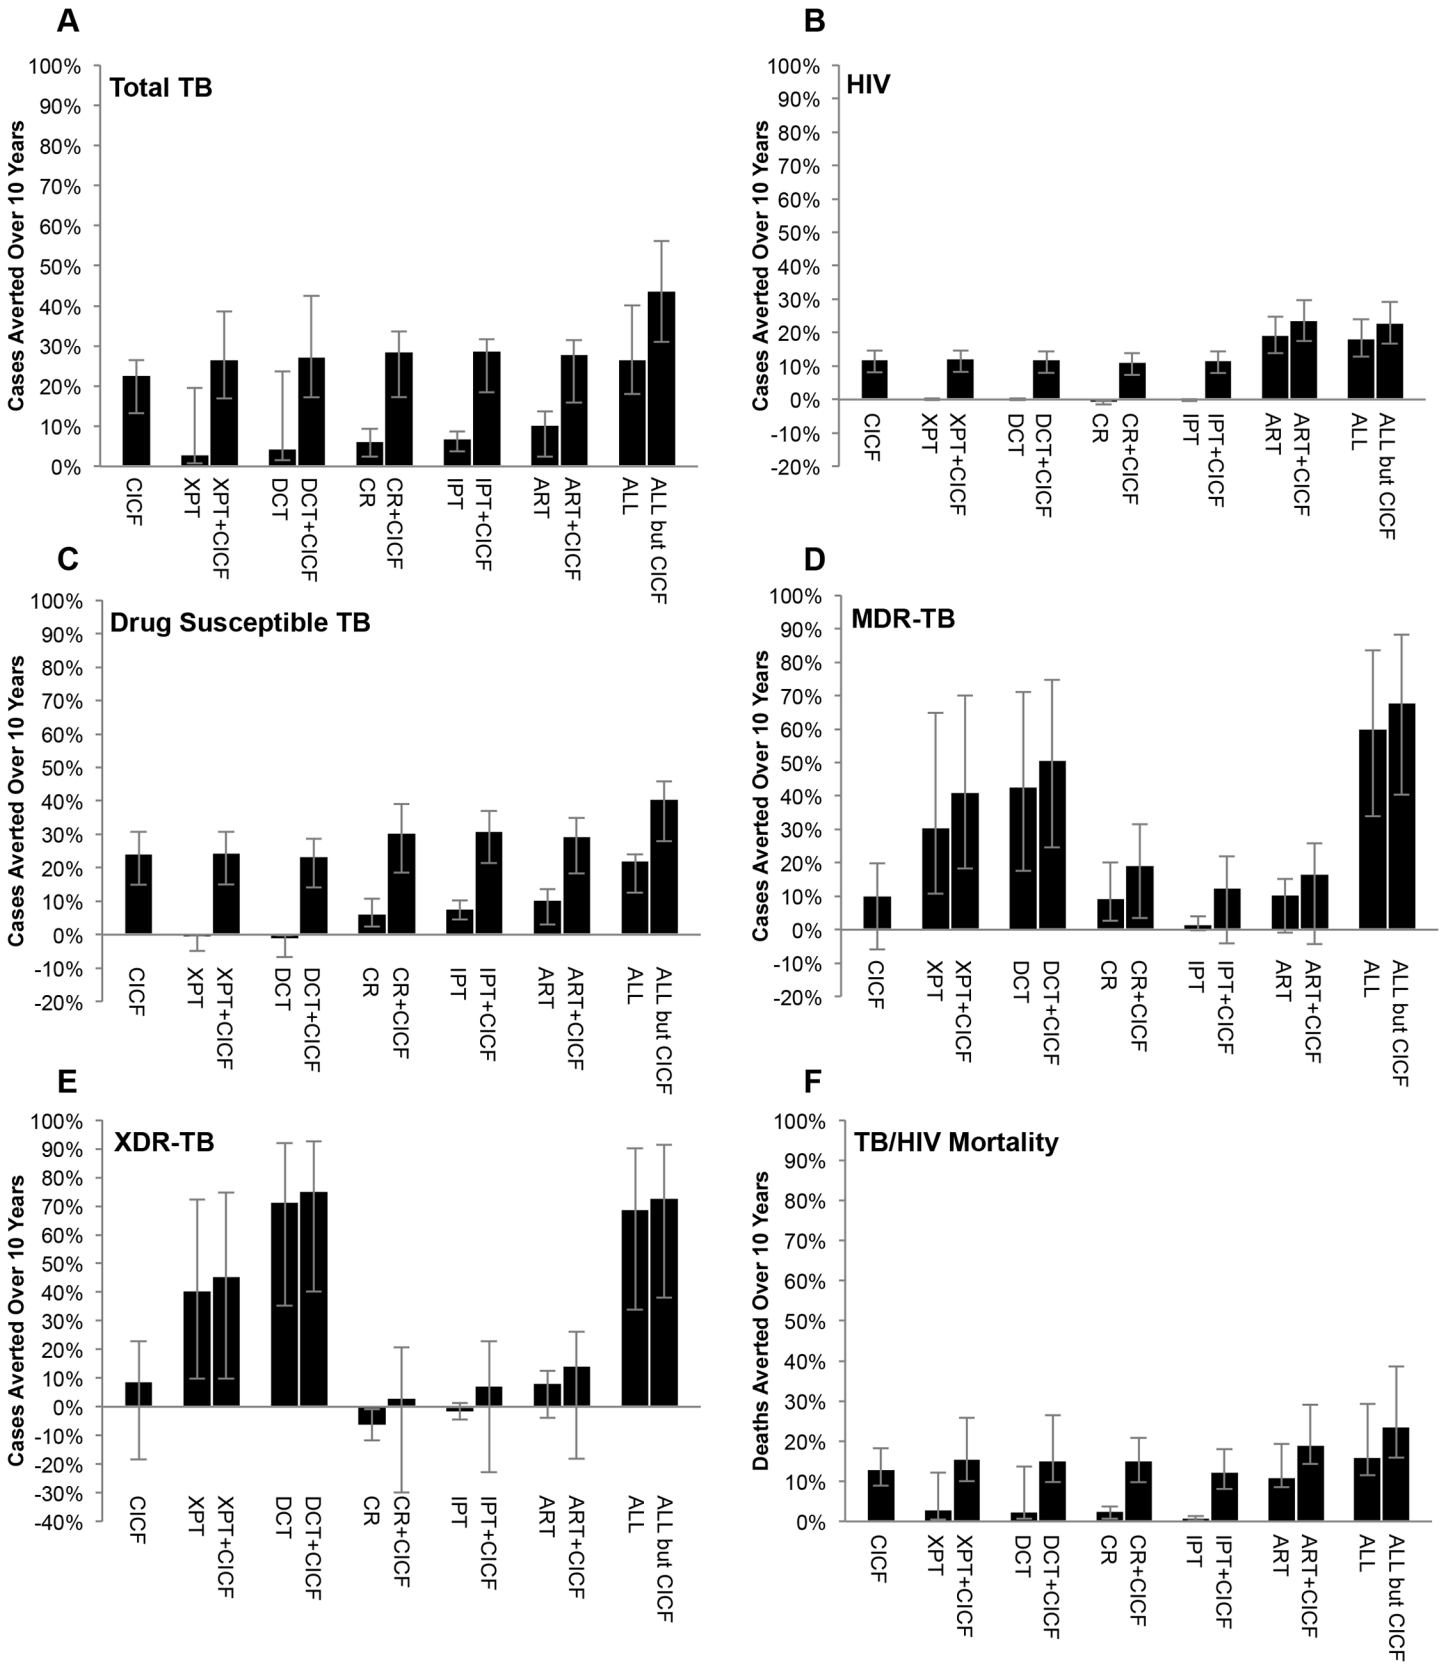 A
Total TB
Cases Averted Over 10 Years
100%
90%
80%
70%
60%
50%
40%
30%
20%
10%
0%
CICF
XPT
XPT+CICF
DCT
DCT+CICF
CR
CR+CICF
IPT
IPT+CICF
ART
ART+CICF
ALL
ALL but CICF
B
HIV
Cases Averted Over 10 Years
100%
90%
80%
70%
60%
50%
40%
30%
20%
10%
0%
-10%
-20%
CICF
XPT
XPT+CICF
DCT
DCT+CICF
CR
CR+CICF
IPT
IPT+CICF
ART
ART+CICF
ALL
ALL but CICF
C
Drug Susceptible TB
Cases Averted Over 10 Years
100%
90%
80%
70%
60%
50%
40%
30%
20%
10%
0%
-10%
-20%
CICF
XPT
XPT+CICF
DCT
DCT+CICF
CR
CR+CICF
IPT
IPT+CICF
ART
ART+CICF
ALL
ALL but CICF
D
MDR-TB
Cases Averted Over 10 Years
100%
90%
80%
70%
60%
50%
40%
30%
20%
10%
0%
-10%
-20%
CICF
XPT
XPT+CICF
DCT
DCT+CICF
CR
CR+CICF
IPT
IPT+CICF
ART
ART+CICF
ALL
ALL but CICF
E
XDR-TB
Cases Averted Over 10 Years
100%
90%
80%
70%
60%
50%
40%
30%
20%
10%
0%
-10%
-20%
-30%
-40%
CICF
XPT
XPT+CICF
DCT
DCT+CICF
CR
CR+CICF
IPT
IPT+CICF
ART
ART+CICF
ALL
ALL but CICF
F
TB/HIV Mortality
Deaths Averted Over 10 Years
100%
90%
80%
70%
60%
50%
40%
30%
20%
10%
0%
CICF
XPT
XPT+CICF
DCT
DCT+CICF
CR
CR+CICF
IPT
IPT+CICF
ART
ART+CICF
ALL
ALL but CICF